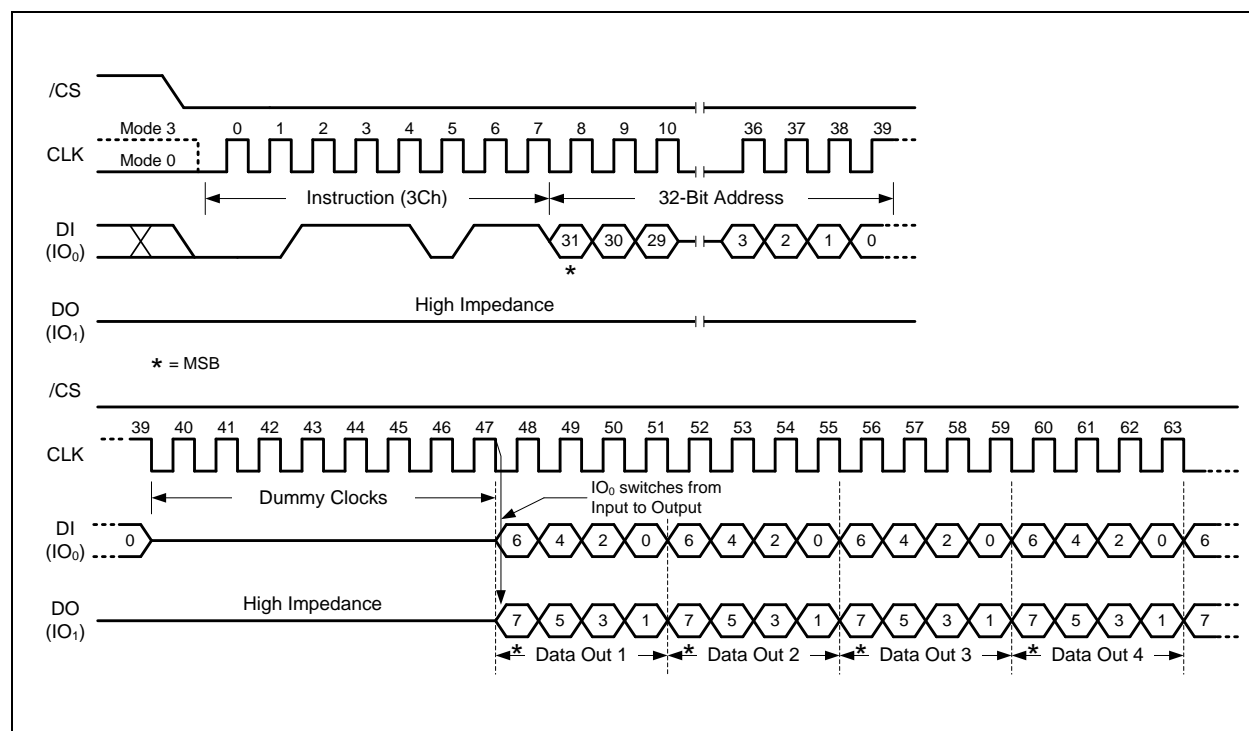 /CS
Mode 3 0 1 2 3 4 5 6 7 8 9 10 36 37 38 39
CLK
Mode 0
Instruction (3Ch) 32-Bit Address
DI
(IO₀)
31 30 29 3 2 1 0
*
High Impedance
DO
(IO₁)
* = MSB
/CS
39 40 41 42 43 44 45 46 47 48 49 50 51 52 53 54 55 56 57 58 59 60 61 62 63
CLK
Dummy Clocks
IO₀ switches from
Input to Output
DI
(IO₀)
0 6 4 2 0 6 4 2 0 6 4 2 0 6 4 2 0 6
High Impedance
DO
(IO₁)
7 5 3 1 7 5 3 1 7 5 3 1 7 5 3 1 7
* Data Out 1 * Data Out 2 * Data Out 3 * Data Out 4